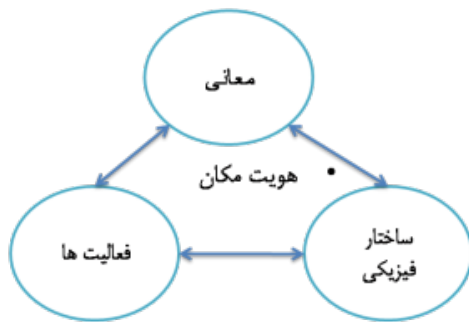 معانی
• هویت مکان
ساختار
فیزیکی
فعالیت ها